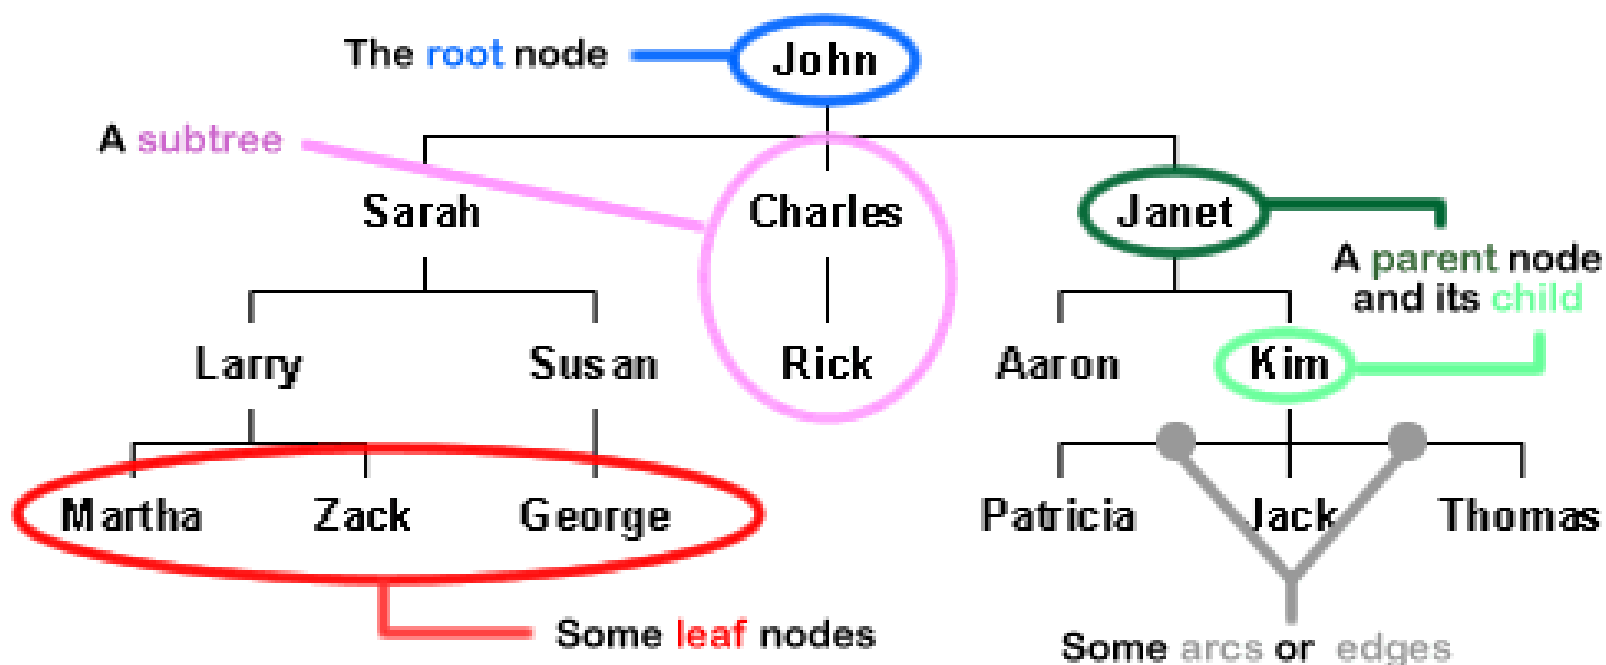 The root node
John
A subtree
Sarah
Charles
Janet
A parent node
and its child
Larry
Susan
Rick
Aaron
Kim
Martha
Zack
George
Patricia
Jack
Thomas
Some leaf nodes
Some arcs or edges